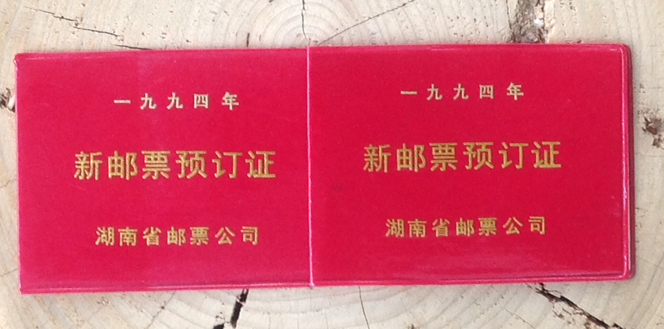 一九九四年
新邮票预订证
湖南省邮票公司
一九九四年
新邮票预订证
湖南省邮票公司